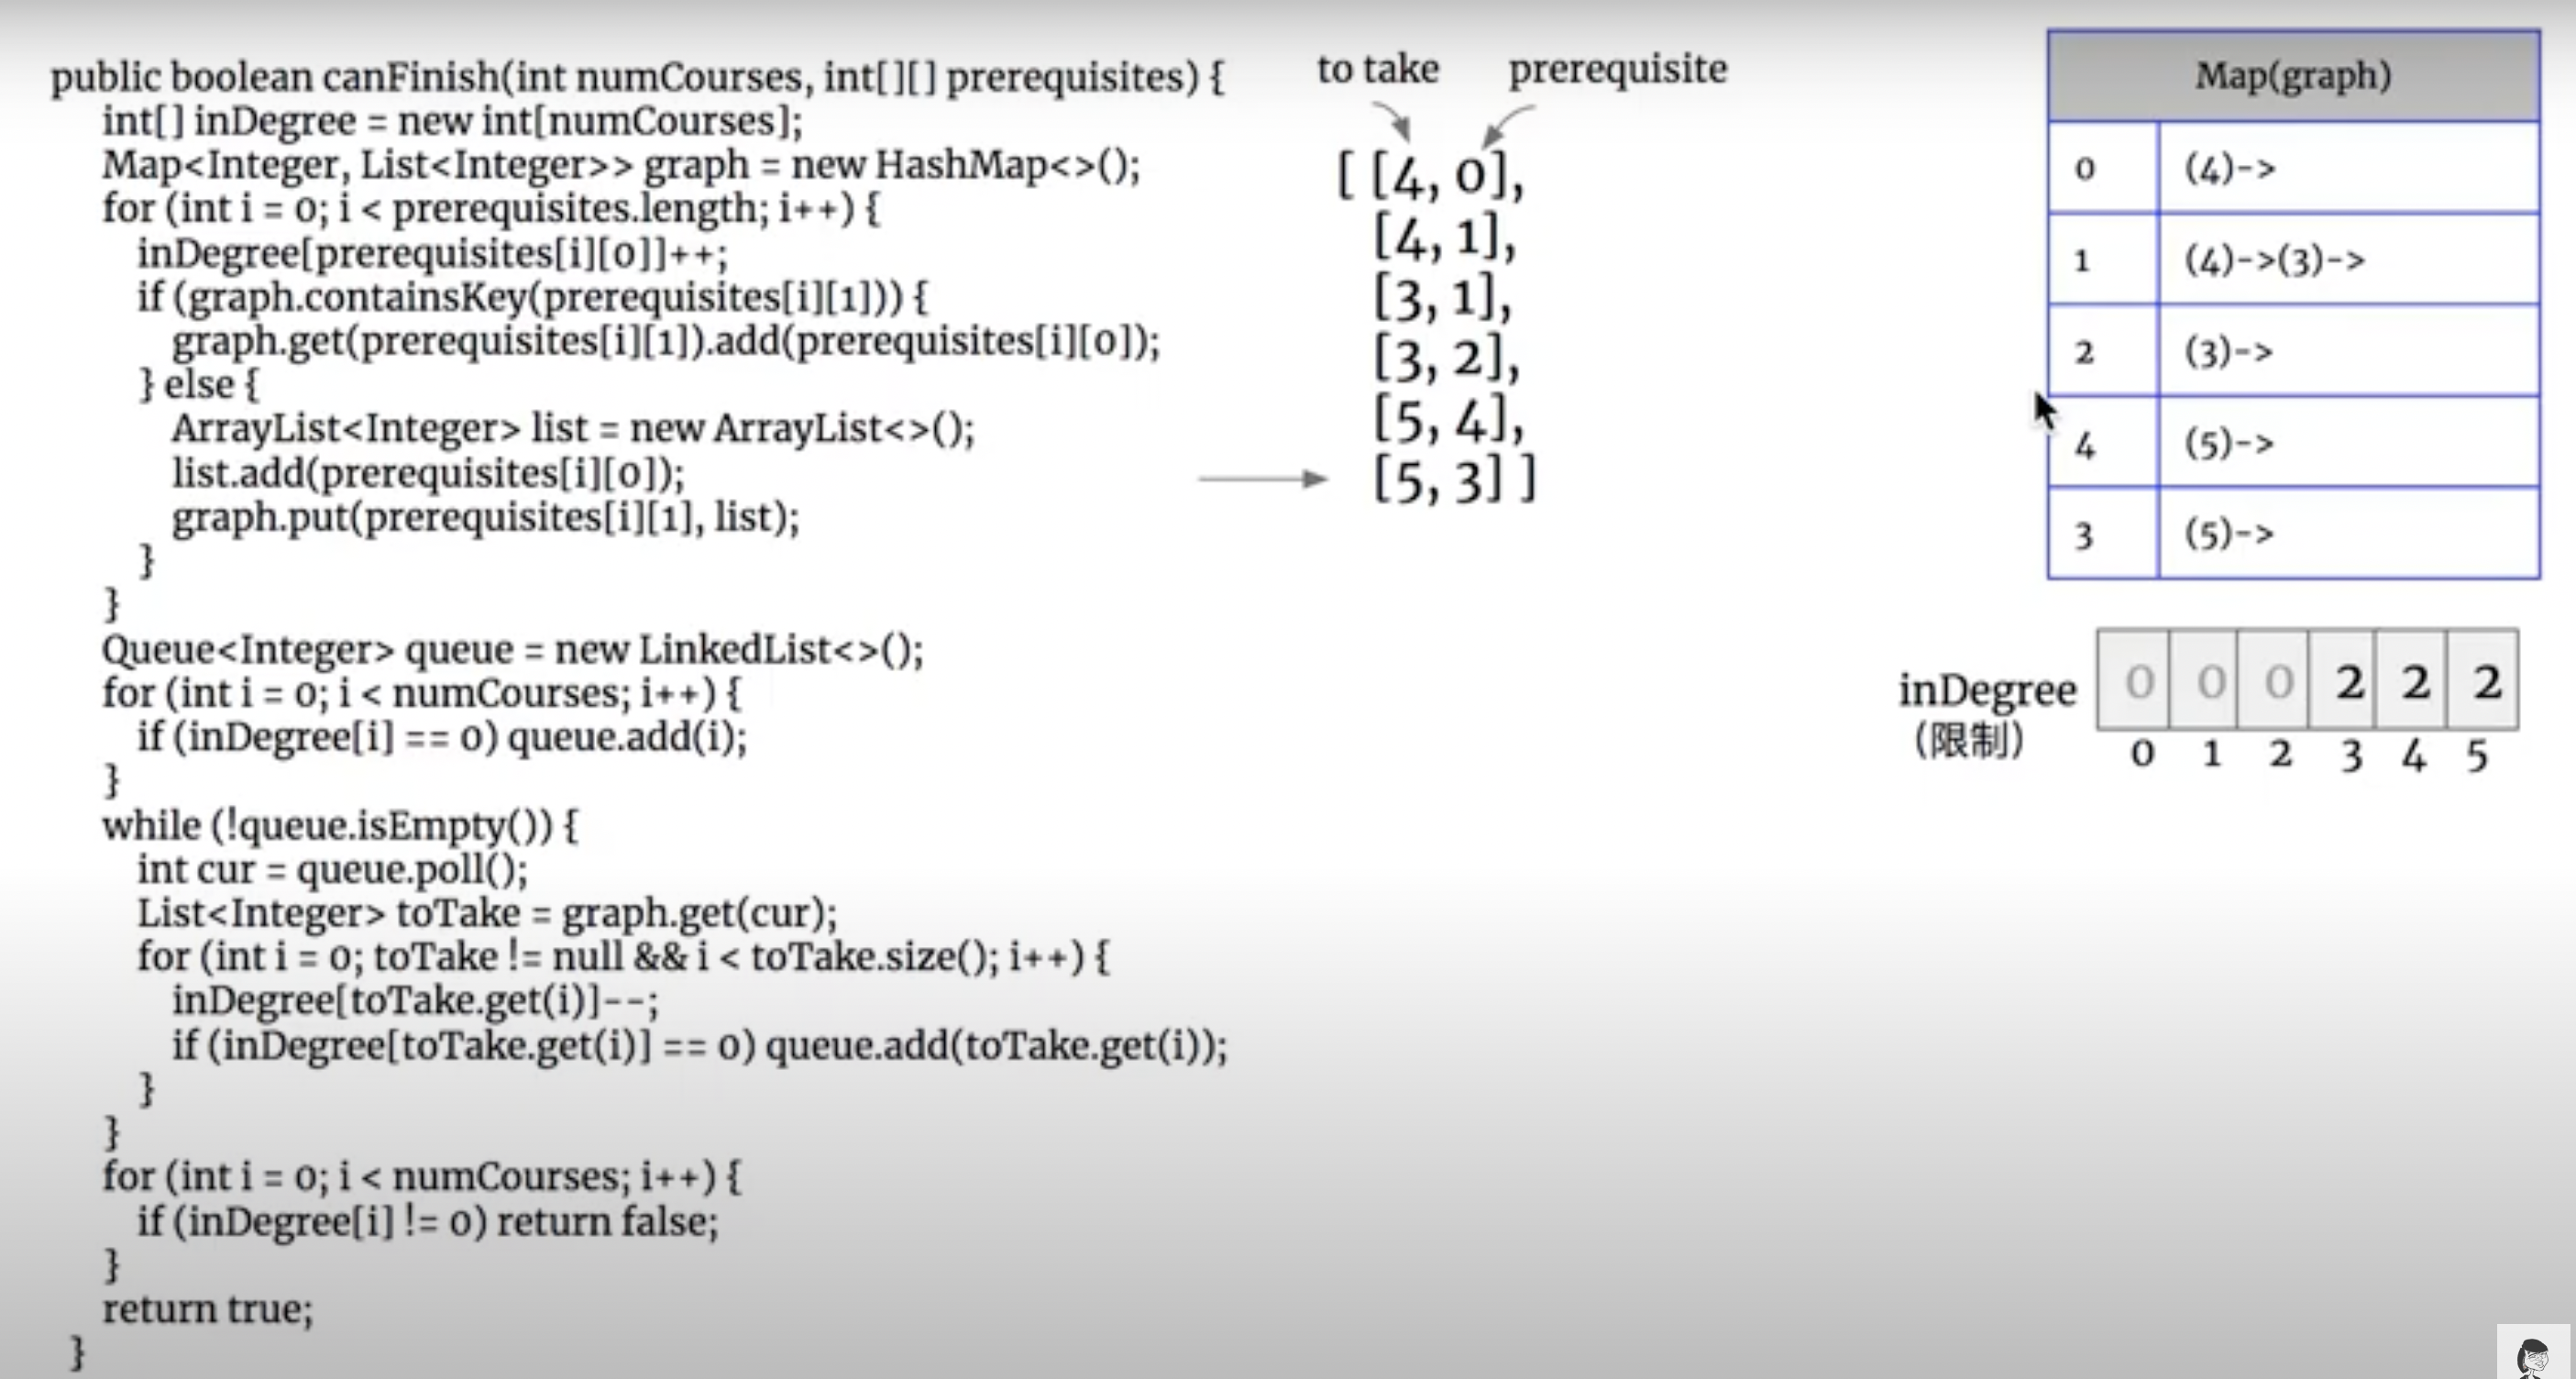 public boolean canFinish(int numCourses, int[][] prerequisites) {
int[] inDegree = new int[numCourses];
Map<Integer, List<Integer>> graph = new HashMap<>();
for (int i = 0; i < prerequisites.length; i++) {
inDegree[prerequisites[i][0]]++;
if (graph.containsKey(prerequisites[i][1])) {
graph.get(prerequisites[i][1]).add(prerequisites[i][0]);
} else {
ArrayList<Integer> list = new ArrayList<>();
list.add(prerequisites[i][0]);
graph.put(prerequisites[i][1], list);
}
}
Queue<Integer> queue = new LinkedList<>();
for (int i = 0; i < numCourses; i++) {
if (inDegree[i] == 0) queue.add(i);
}
while (!queue.isEmpty()) {
int cur = queue.poll();
List<Integer> toTake = graph.get(cur);
for (int i = 0; toTake != null && i < toTake.size(); i++) {
inDegree[toTake.get(i)]--;
if (inDegree[toTake.get(i)] == 0) queue.add(toTake.get(i));
}
}
for (int i = 0; i < numCourses; i++) {
if (inDegree[i] != 0) return false;
}
return true;
}
to take prerequisite
[ [4, 0],
[4, 1],
[3, 1],
[3, 2],
[5, 4],
[5, 3] ]
Map(graph)
0 (4)->
1 (4)->(3)->
2 (3)->
4 (5)->
3 (5)->
inDegree 0 0 0 2 2 2
(限制) 0 1 2 3 4 5